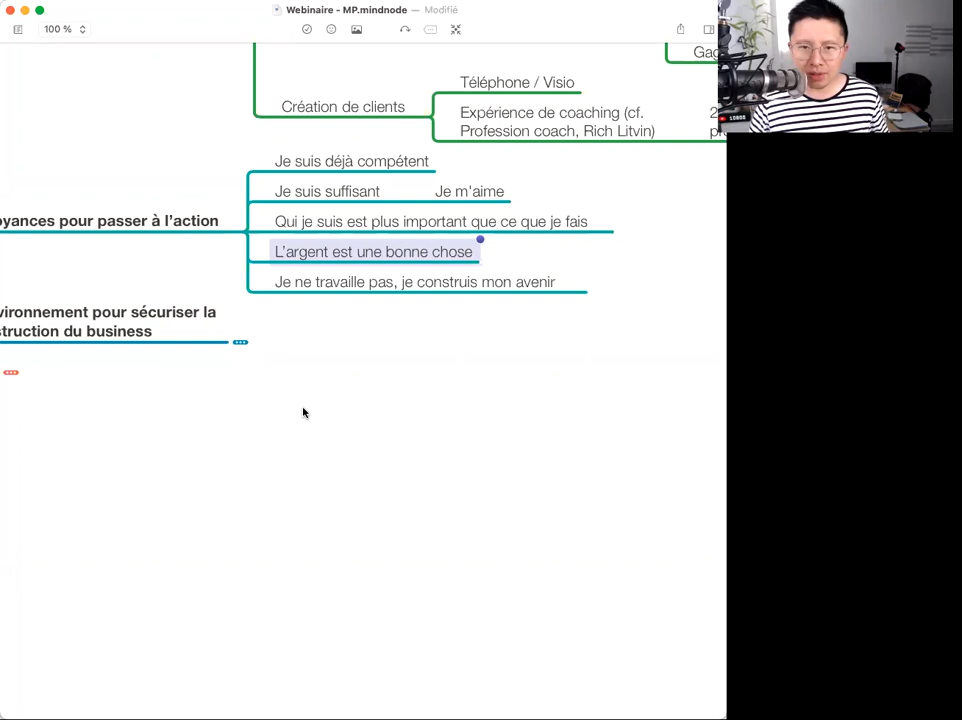 Webinaire - MP.mindnode — Modifié
100 %
Gag
Téléphone / Visio
Création de clients
Expérience de coaching (cf.
Profession coach, Rich Litvin)
2
pr
Je suis déjà compétent
Je suis suffisant
Je m'aime
oyances pour passer à l’action
Qui je suis est plus important que ce que je fais
L’argent est une bonne chose
Je ne travaille pas, je construis mon avenir
vironnement pour sécuriser la
struction du business